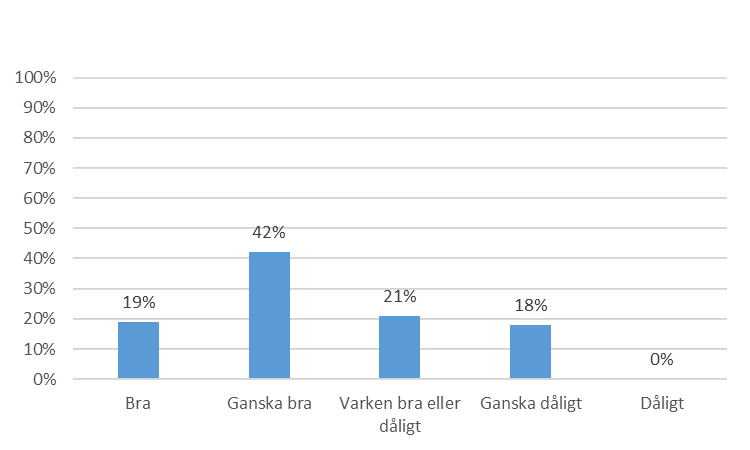 100%
90%
80%
70%
60%
50%
40%
30%
20%
10%
0%
19%
42%
21%
18%
0%
Bra
Ganska bra
Varken bra eller
dåligt
Ganska dåligt
Dåligt